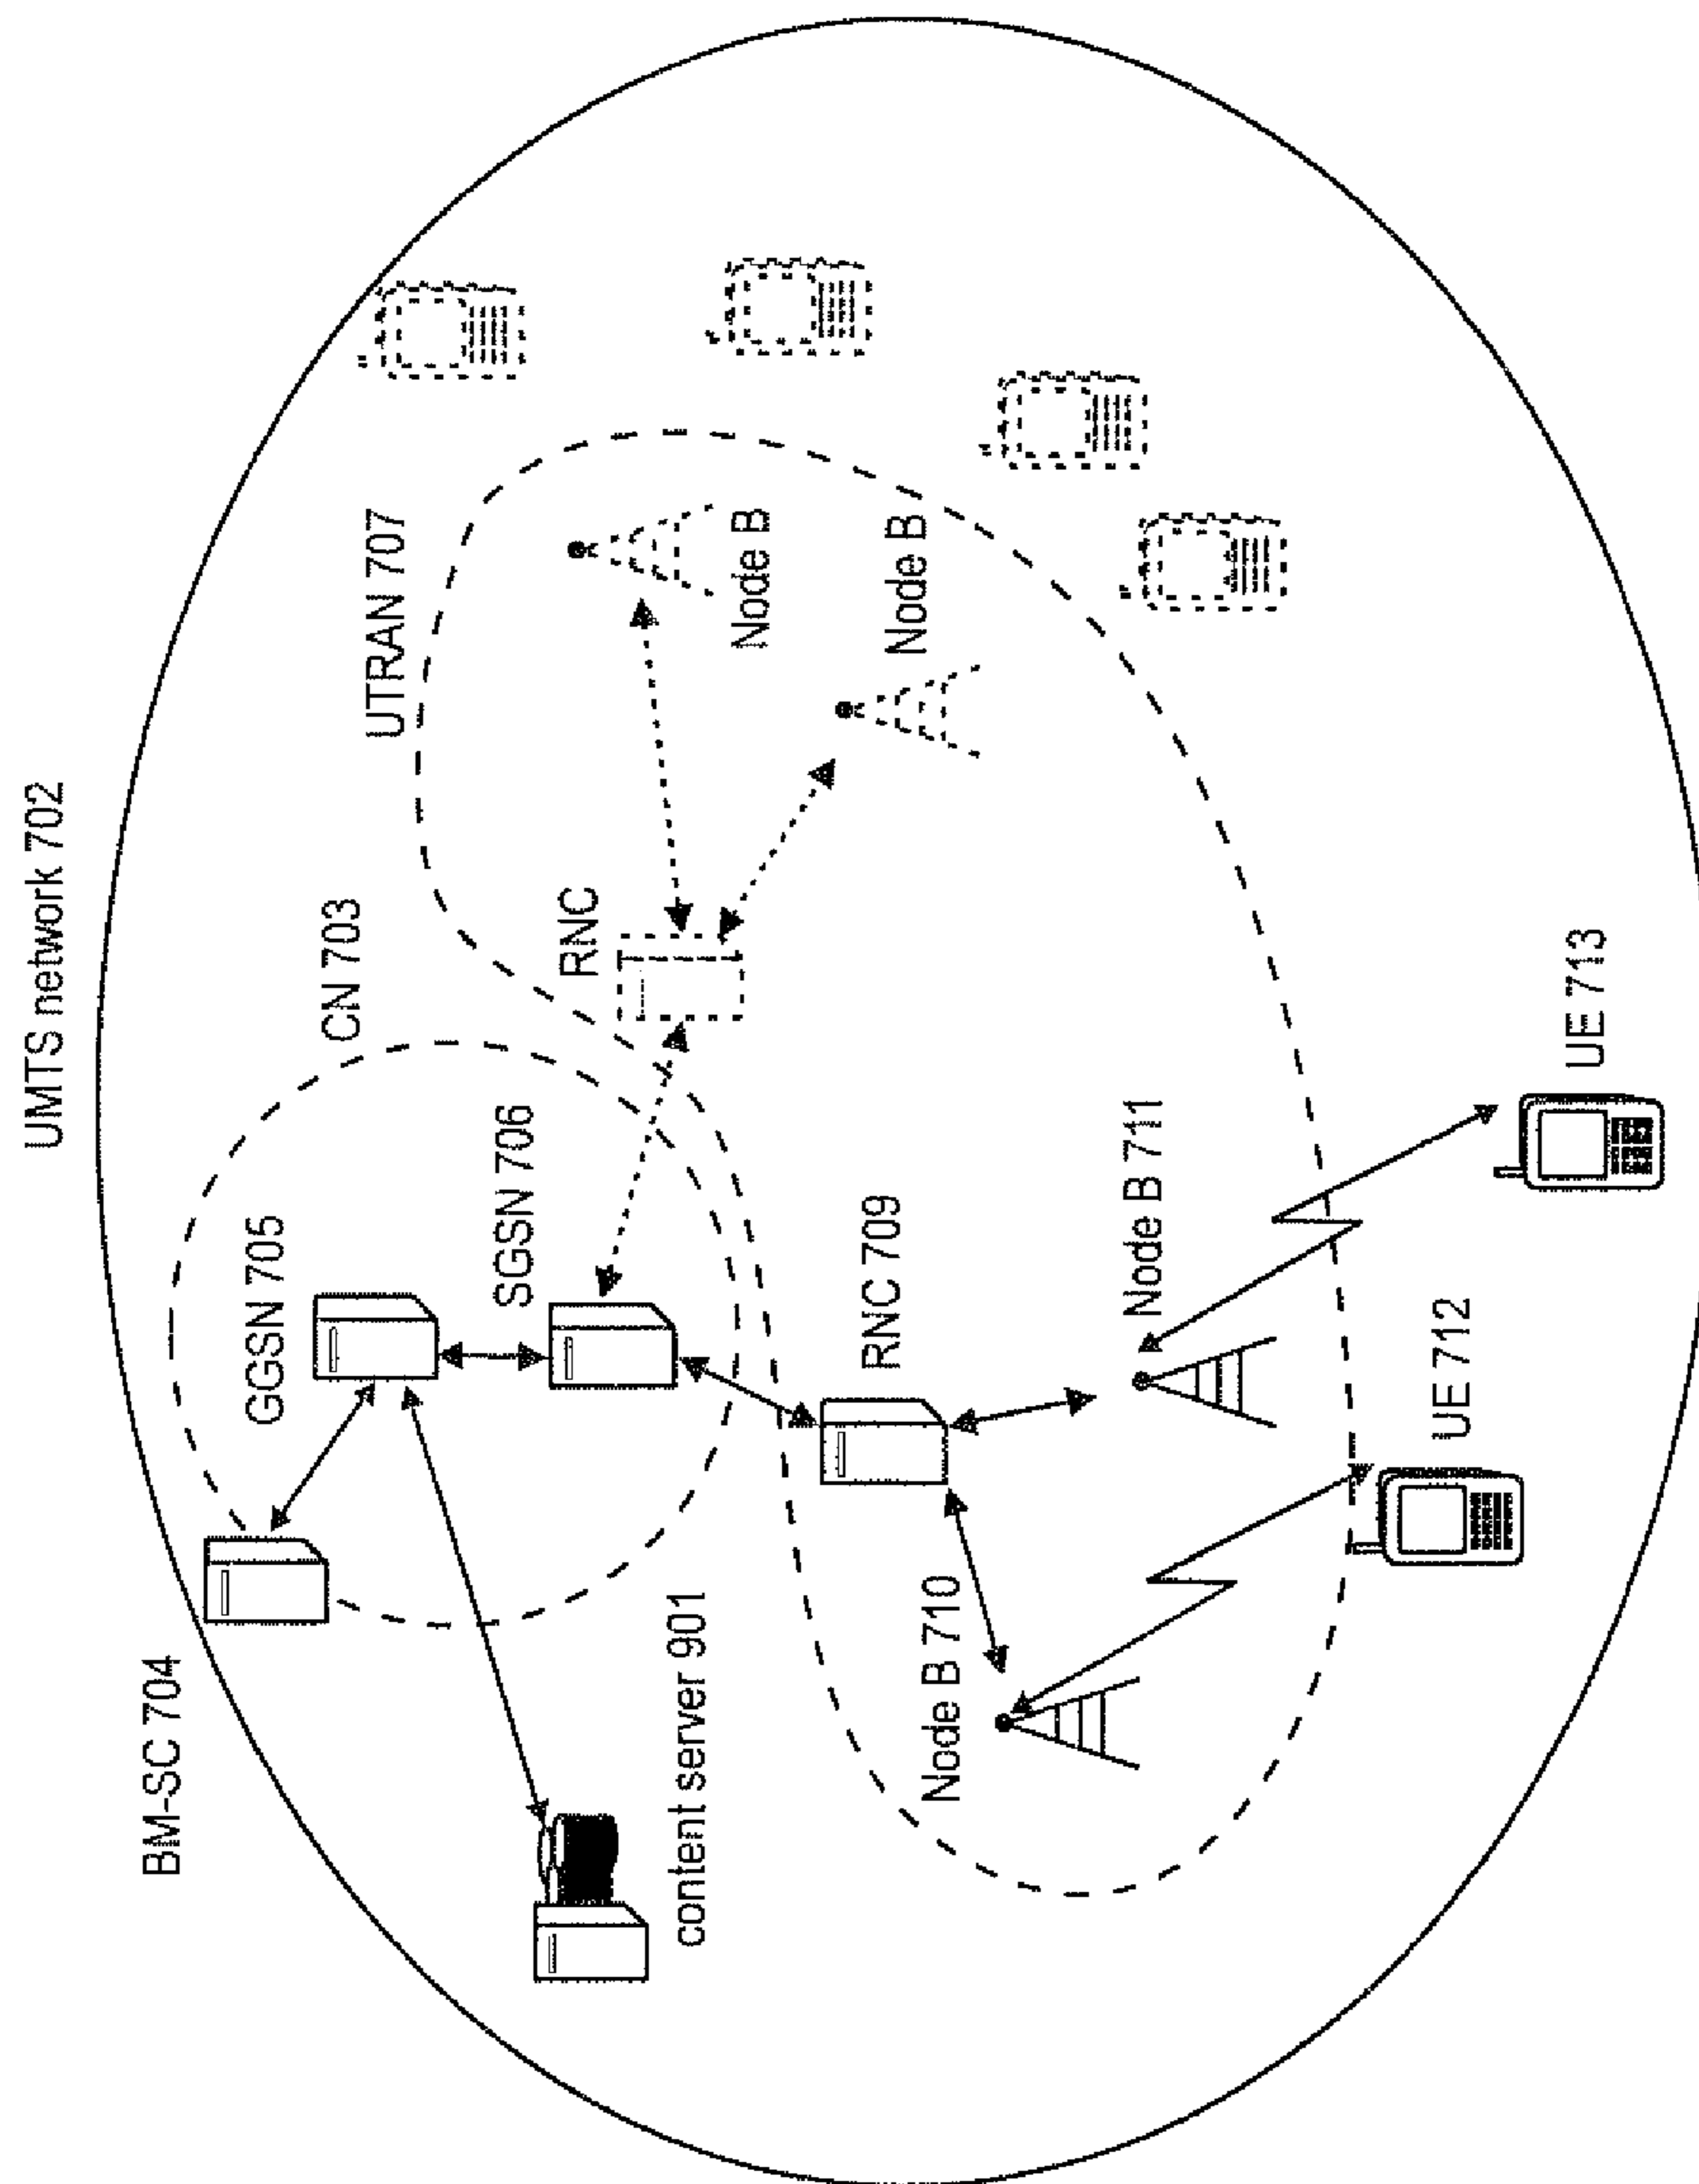 UMTS network 702
CN 703
UTRAN 707
BM-SC 704
GGSN 705
SGSN 706
RNC
Node B
Node B
content server 901
RNC 709
Node B 710
Node B 711
UE 712
UE 713